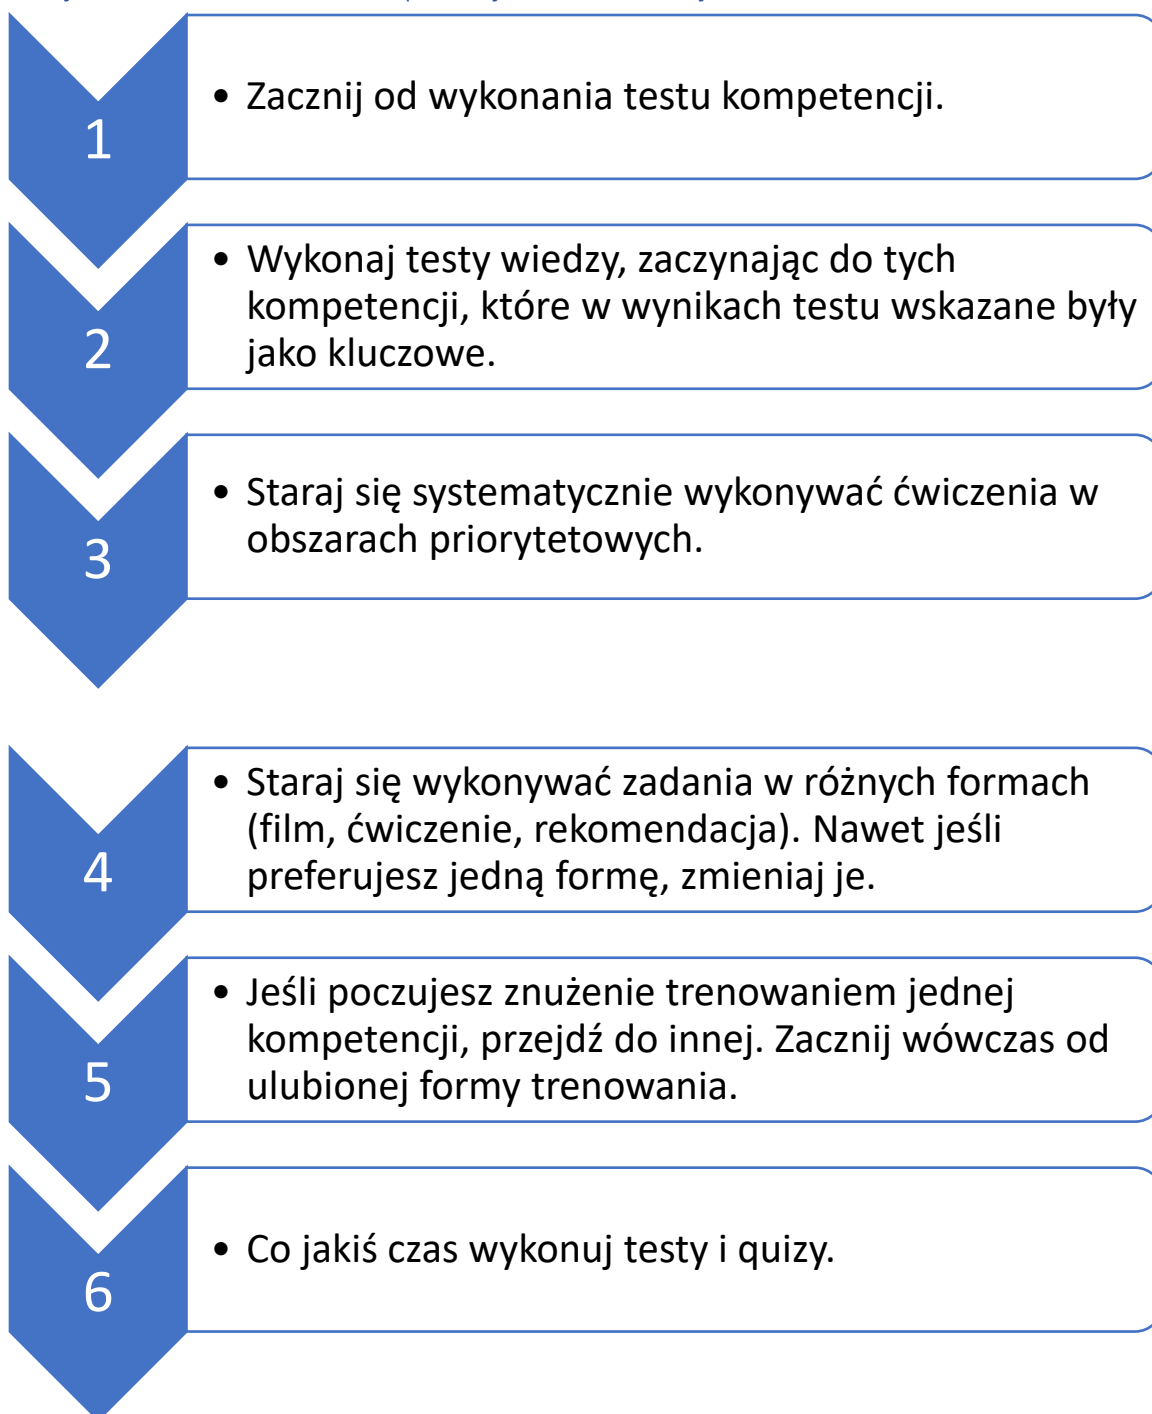 1
• Zacznij od wykonania testu kompetencji.
2
• Wykonaj testy wiedzy, zaczynając do tych
kompetencji, które w wynikach testu wskazane były
jako kluczowe.
3
• Staraj się systematycznie wykonywać ćwiczenia w
obszarach priorytetowych.
4
• Staraj się wykonywać zadania w różnych formach
(film, ćwiczenie, rekomendacja). Nawet jeśli
preferujesz jedną formę, zmieniaj je.
5
• Jeśli poczujesz znużenie trenowaniem jednej
kompetencji, przejdź do innej. Zacznij wówczas od
ulubionej formy trenowania.
6
• Co jakiś czas wykonuj testy i quizy.